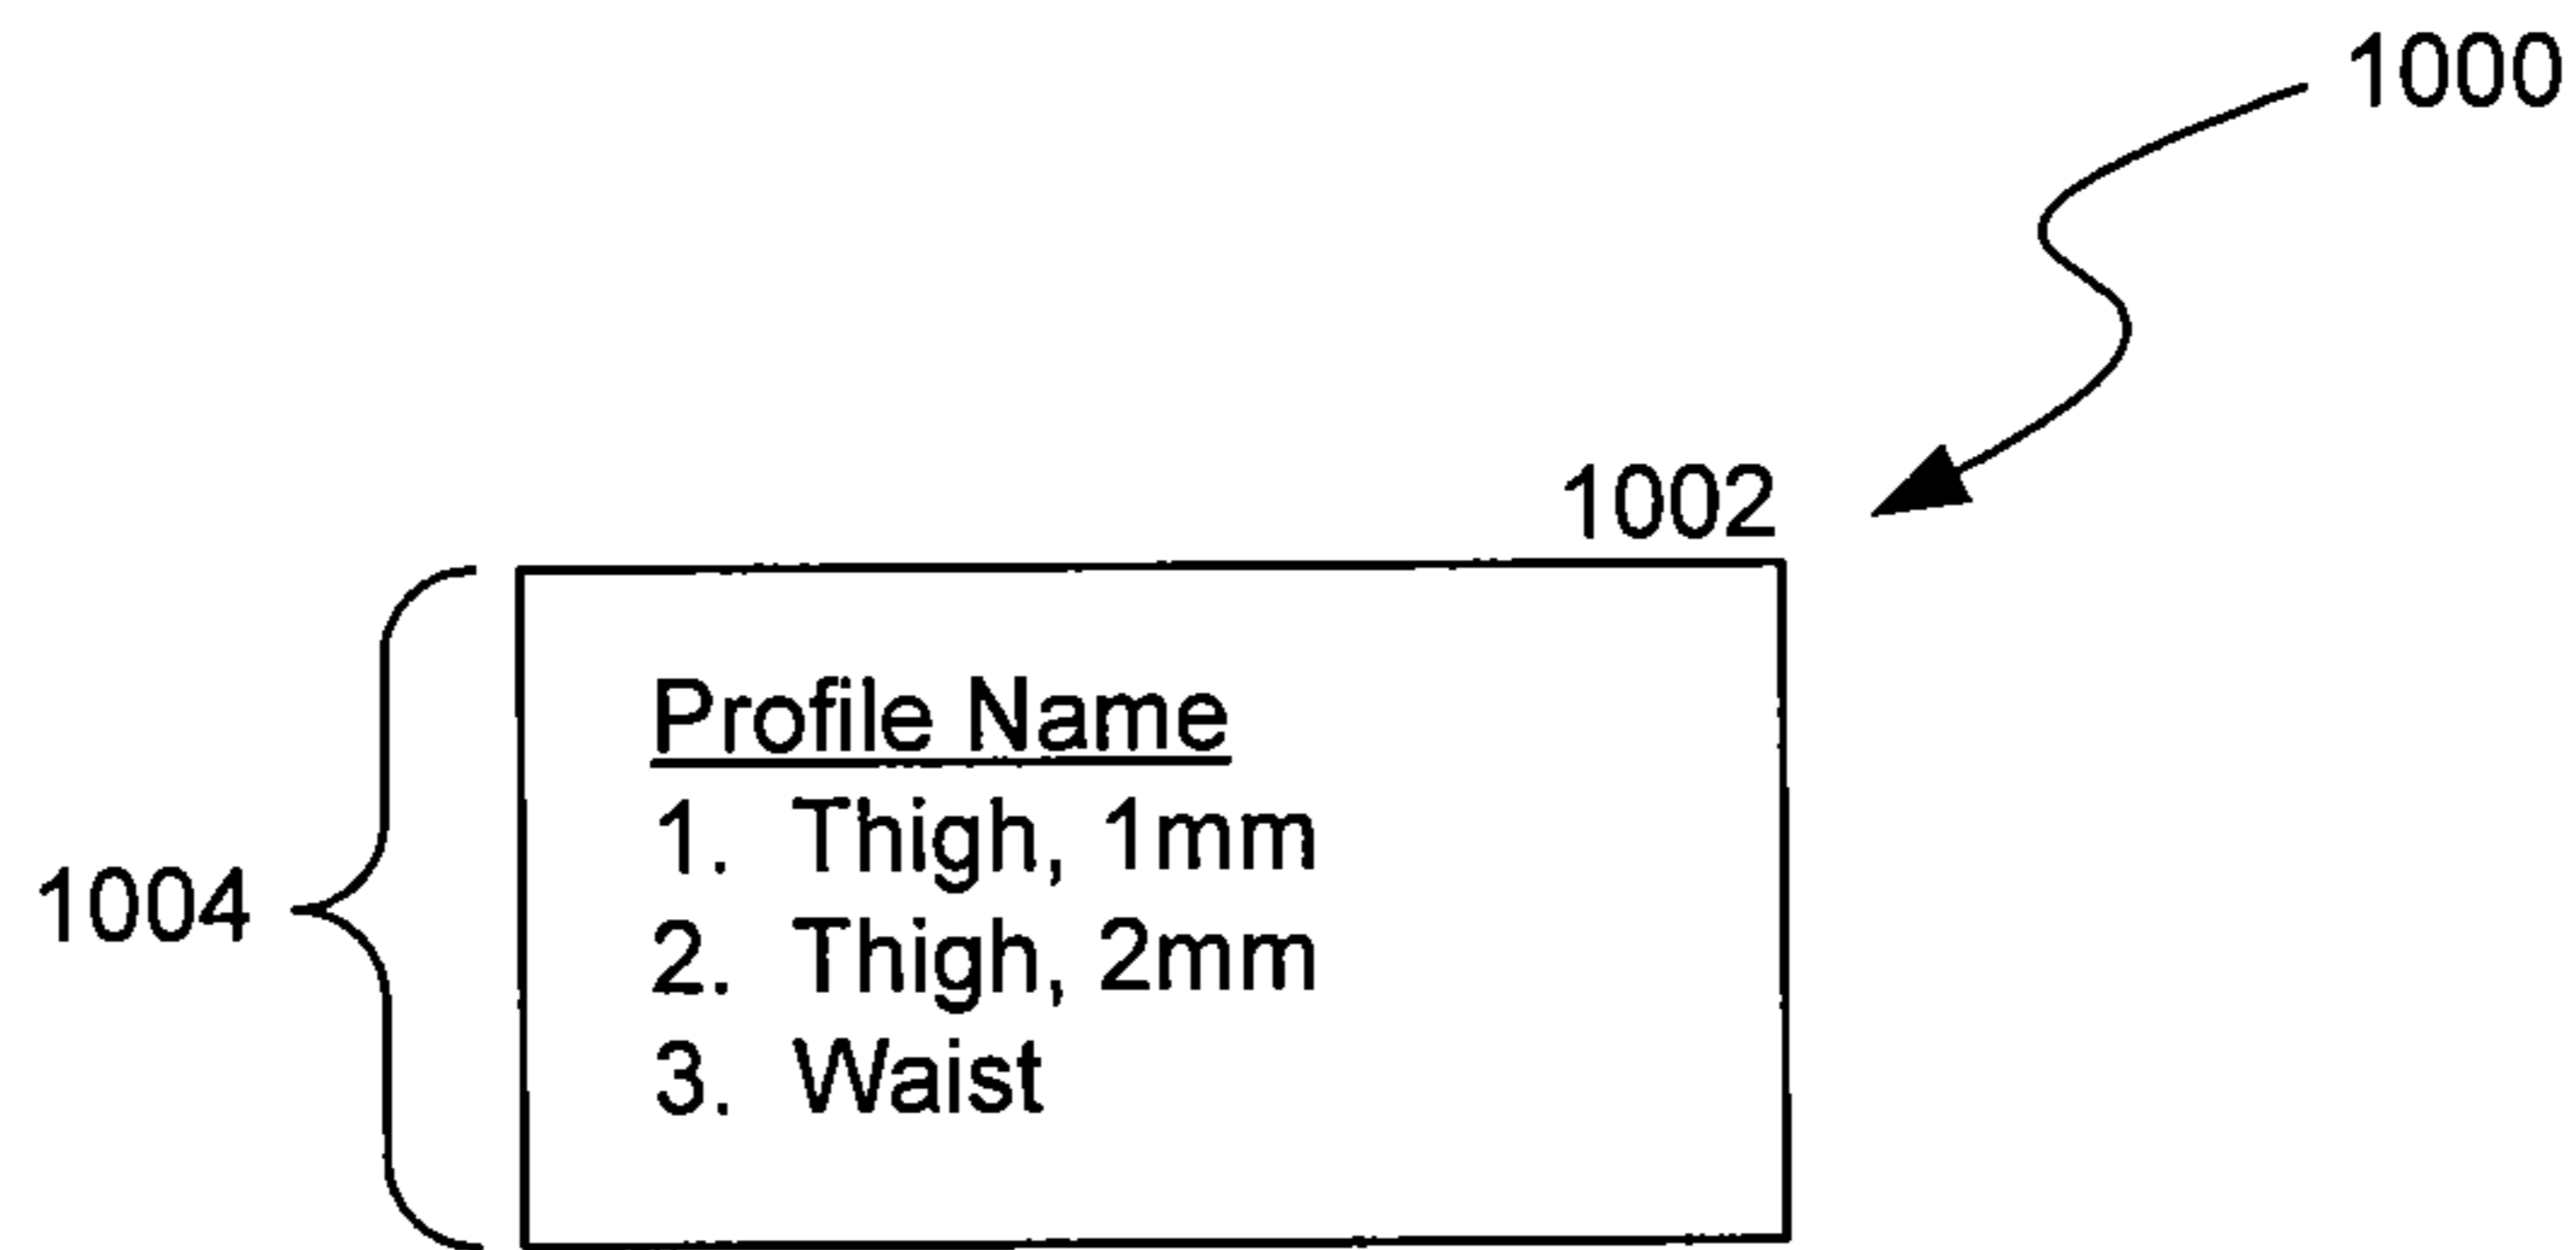 1000
1002
Profile Name
1. Thigh, 1mm
1004
2. Thigh, 2mm
3. Waist